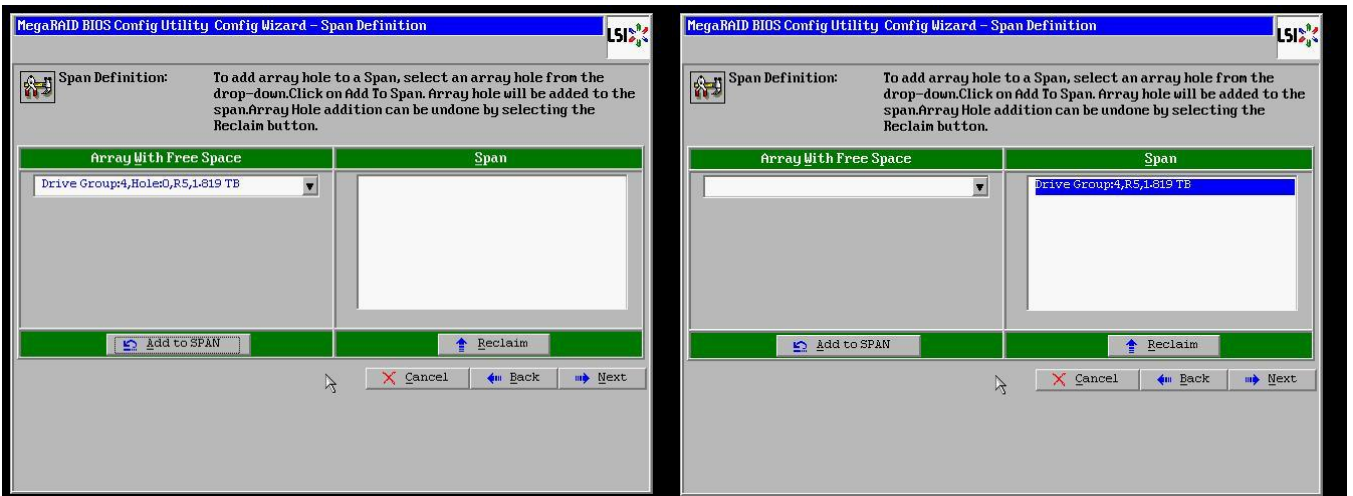 MegaRAID BIOS Config Utility Config Wizard – Span Definition
LSI
Span Definition:
To add array hole to a Span, select an array hole from the
drop-down.Click on Add To Span. Array hole will be added to the
span.Array Hole addition can be undone by selecting the
Reclaim button.
Array With Free Space
Span
Drive Group:4,Hole:0,R5,1.819 TB
Add to SPAN
Reclaim
Cancel
Back
Next
MegaRAID BIOS Config Utility Config Wizard – Span Definition
LSI
Span Definition:
To add array hole to a Span, select an array hole from the
drop-down.Click on Add To Span. Array hole will be added to the
span.Array Hole addition can be undone by selecting the
Reclaim button.
Array With Free Space
Span
Drive Group:4,R5,1.819 TB
Add to SPAN
Reclaim
Cancel
Back
Next